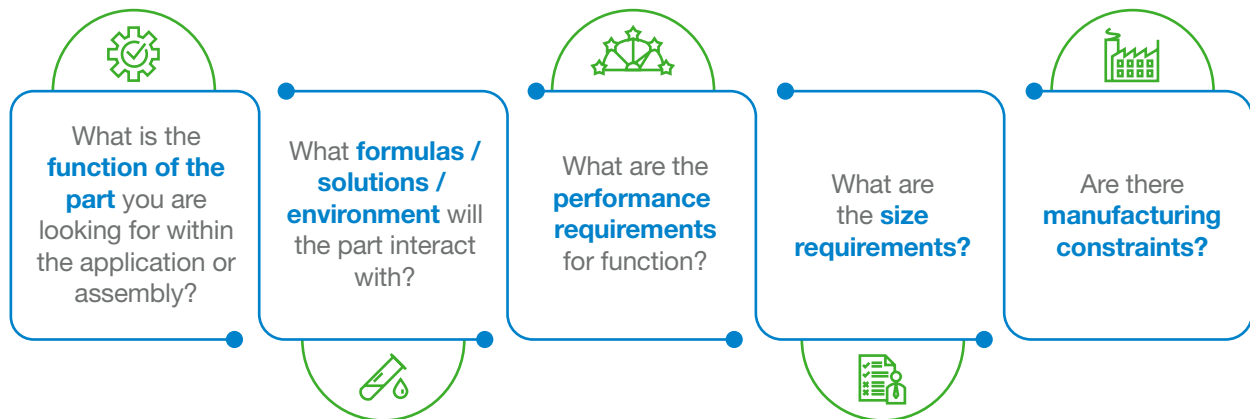 What is the
function of the
part you are
looking for within
the application or
assembly?
What formulas /
solutions /
environment will
the part interact
with?
What are the
performance
requirements
for function?
What are
the size
requirements?
Are there
manufacturing
constraints?